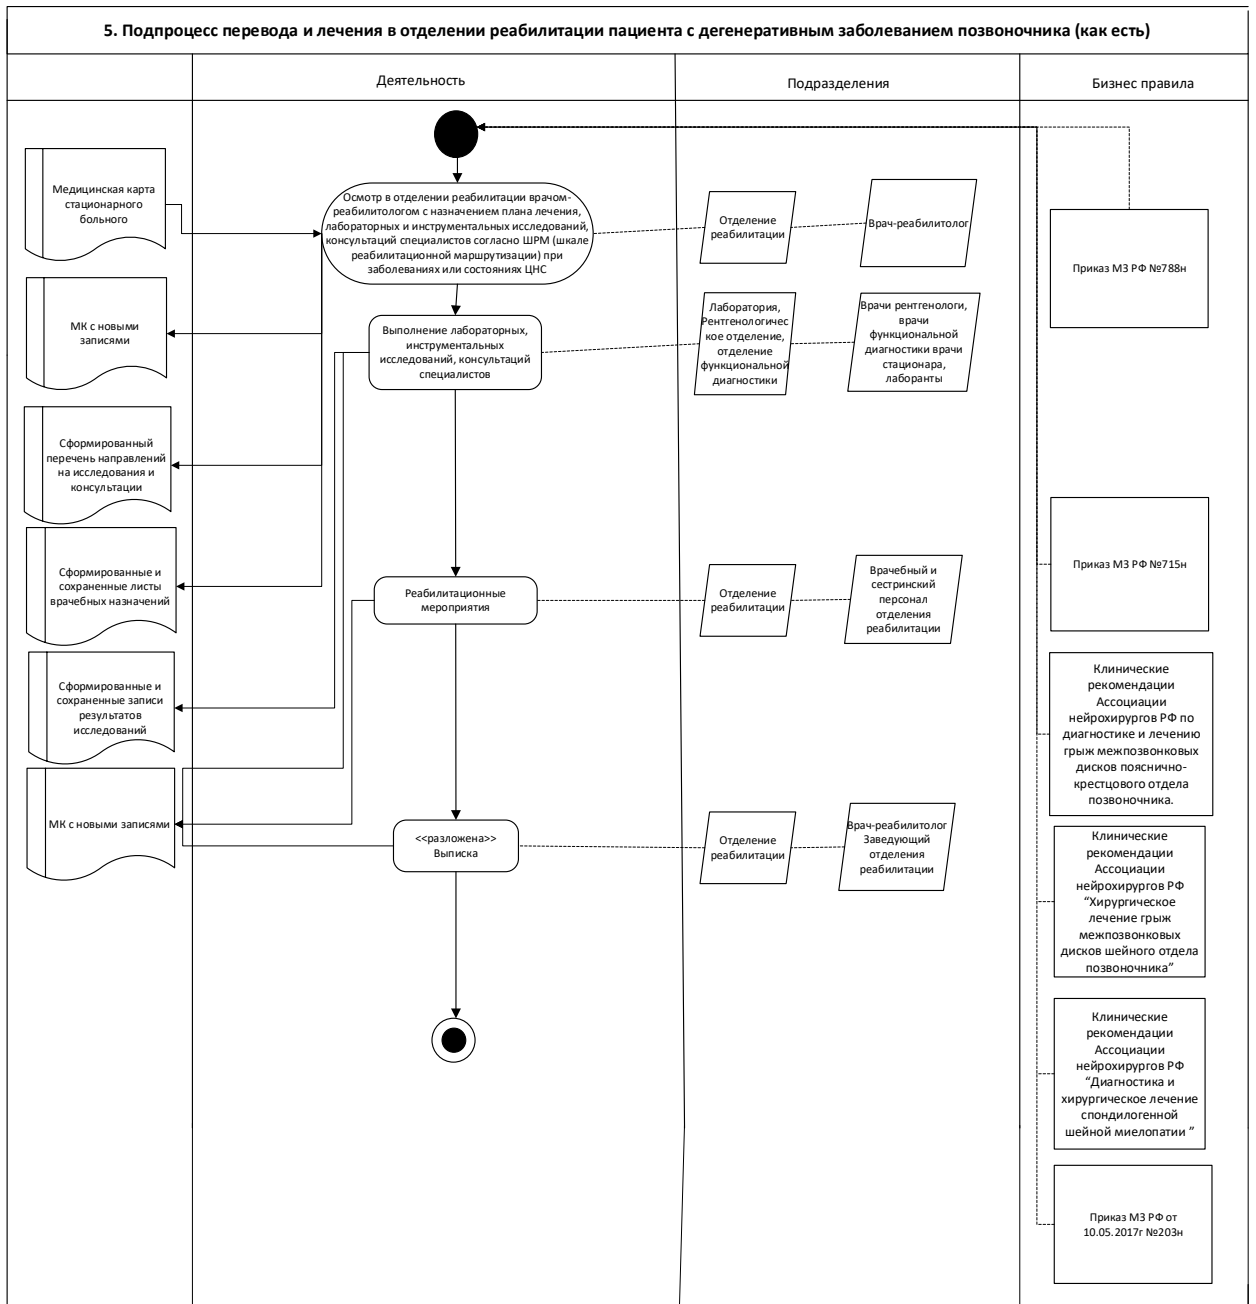 5. Подпроцесс перевода и лечения в отделении реабилитации пациента с дегенеративным заболеванием позвоночника (как есть)
Деятельность
Подразделения
Бизнес правила
Медицинская карта
стационарного
больного
Осмотр в отделении реабилитации врачом-
реабилитологом с назначением плана лечения,
лабораторных и инструментальных исследований,
консультаций специалистов согласно ШРМ (шкале
реабилитационной маршрутизации) при
заболеваниях или состояниях ЦНС
Отделение
реабилитации
Врач-реабилитолог
Приказ МЗ РФ №788н
МК с новыми
записями
Выполнение лабораторных,
инструментальных
исследований, консультаций
специалистов
Лаборатория,
Рентгенологичес
кое отделение,
отделение
функциональной
диагностики
Врачи рентгенологи,
врачи
функциональной
диагностики врачи
стационара,
лаборанты
Сформированный
перечень направлений
на исследования и
консультации
Сформированные и
сохраненные листы
врачебных назначений
Реабилитационные
мероприятия
Отделение
реабилитации
Врачебный и
сестринский
персонал
отделения
реабилитации
Приказ МЗ РФ №715н
Сформированные и
сохраненные записи
результатов
исследований
Клинические
рекомендации
Ассоциации
нейрохирургов РФ по
диагностике и лечению
грыж межпозвонковых
дисков пояснично-
крестцового отдела
позвоночника.
МК с новыми записями
<<разложена>>
Выписка
Отделение
реабилитации
Врач-реабилитолог
Заведующий
отделения
реабилитации
Клинические
рекомендации
Ассоциации
нейрохирургов РФ
“Хирургическое
лечение грыж
межпозвонковых
дисков шейного отдела
позвоночника”
Клинические
рекомендации
Ассоциации
нейрохирургов РФ
“Диагностика и
хирургическое лечение
спондилогенной
шейной миелопатии ”
Приказ МЗ РФ от
10.05.2017г №203н